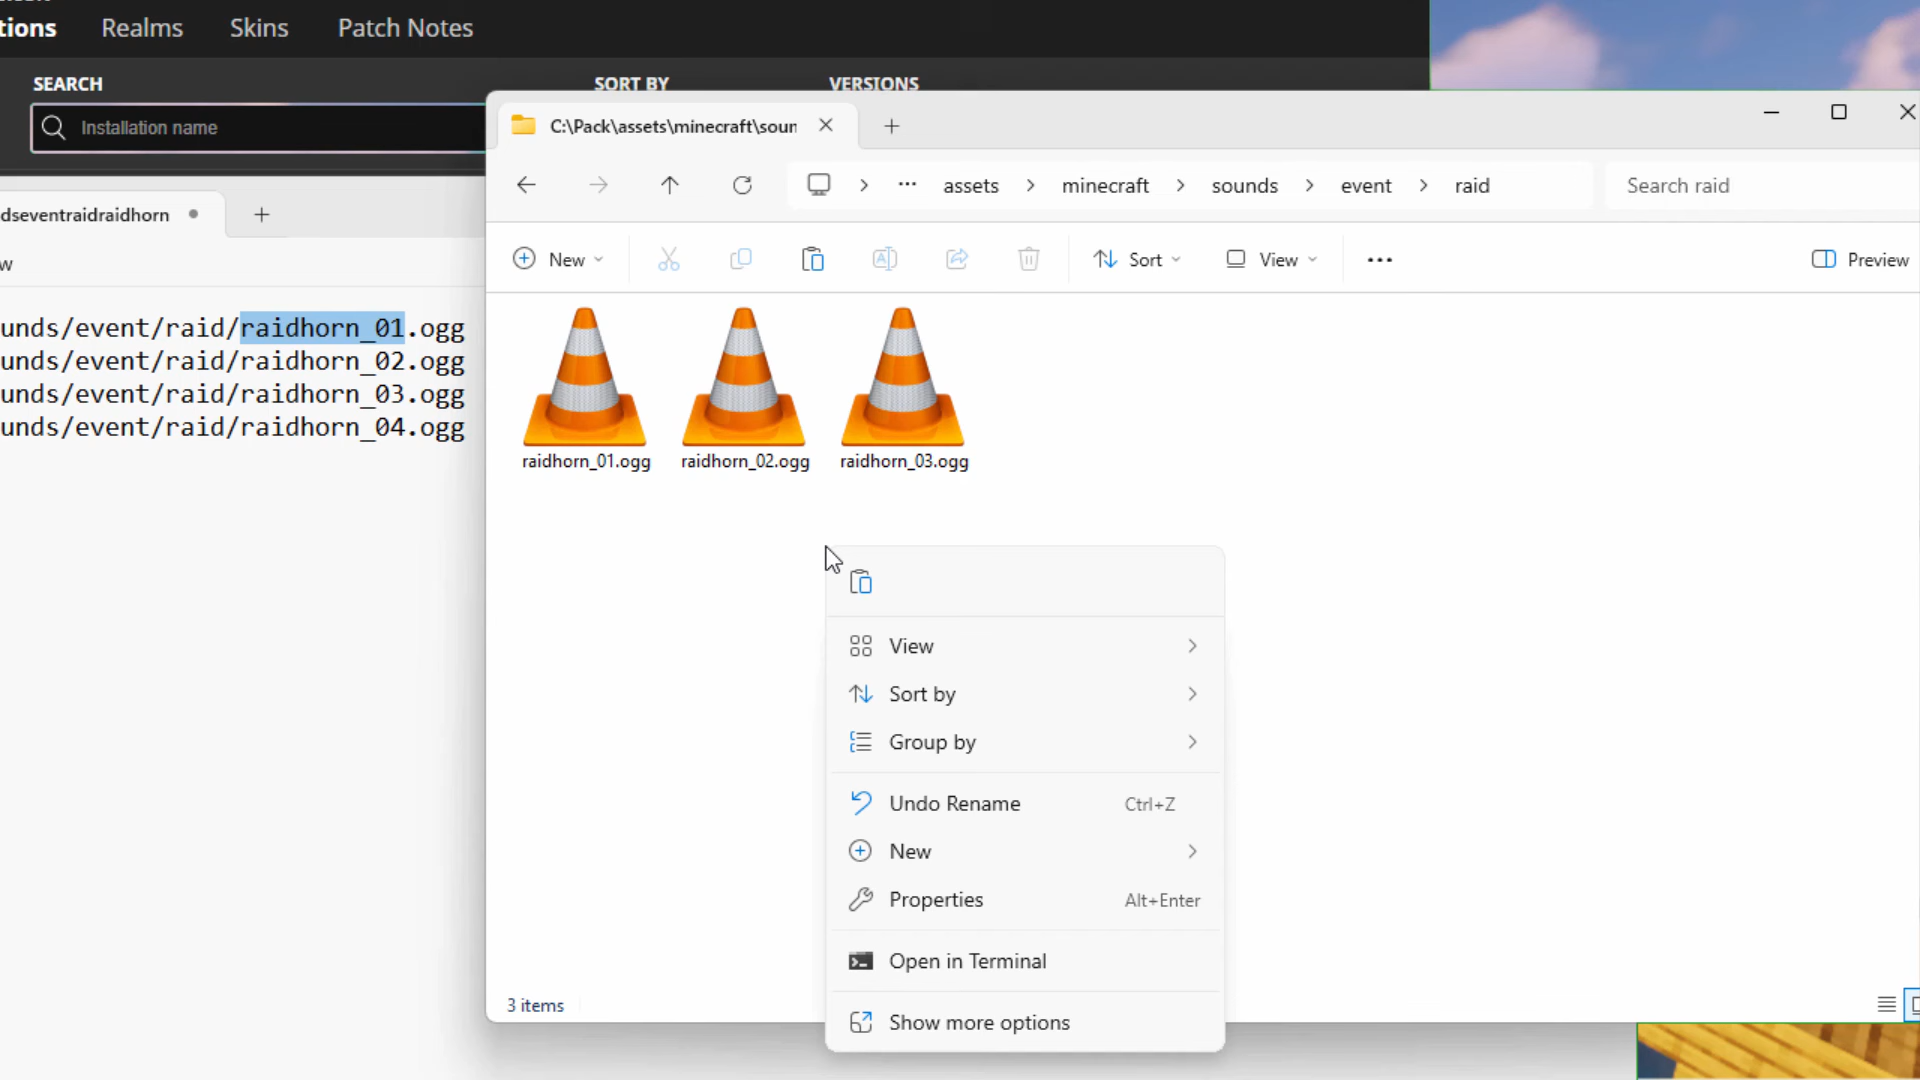 tions Realms Skins Patch Notes
SEARCH SORT BY VERSIONS
Installation name
C:\Pack\assets\minecraft\soun
assets minecraft sounds event raid
Search raid
dseventraidraidhorn
New Sort View ... Preview
w
unds/event/raid/raidhorn_01.ogg
unds/event/raid/raidhorn_02.ogg
unds/event/raid/raidhorn_03.ogg
unds/event/raid/raidhorn_04.ogg
raidhorn_01.ogg raidhorn_02.ogg raidhorn_03.ogg
View
Sort by
Group by
Undo Rename Ctrl+Z
New
Properties Alt+Enter
Open in Terminal
Show more options
3 items